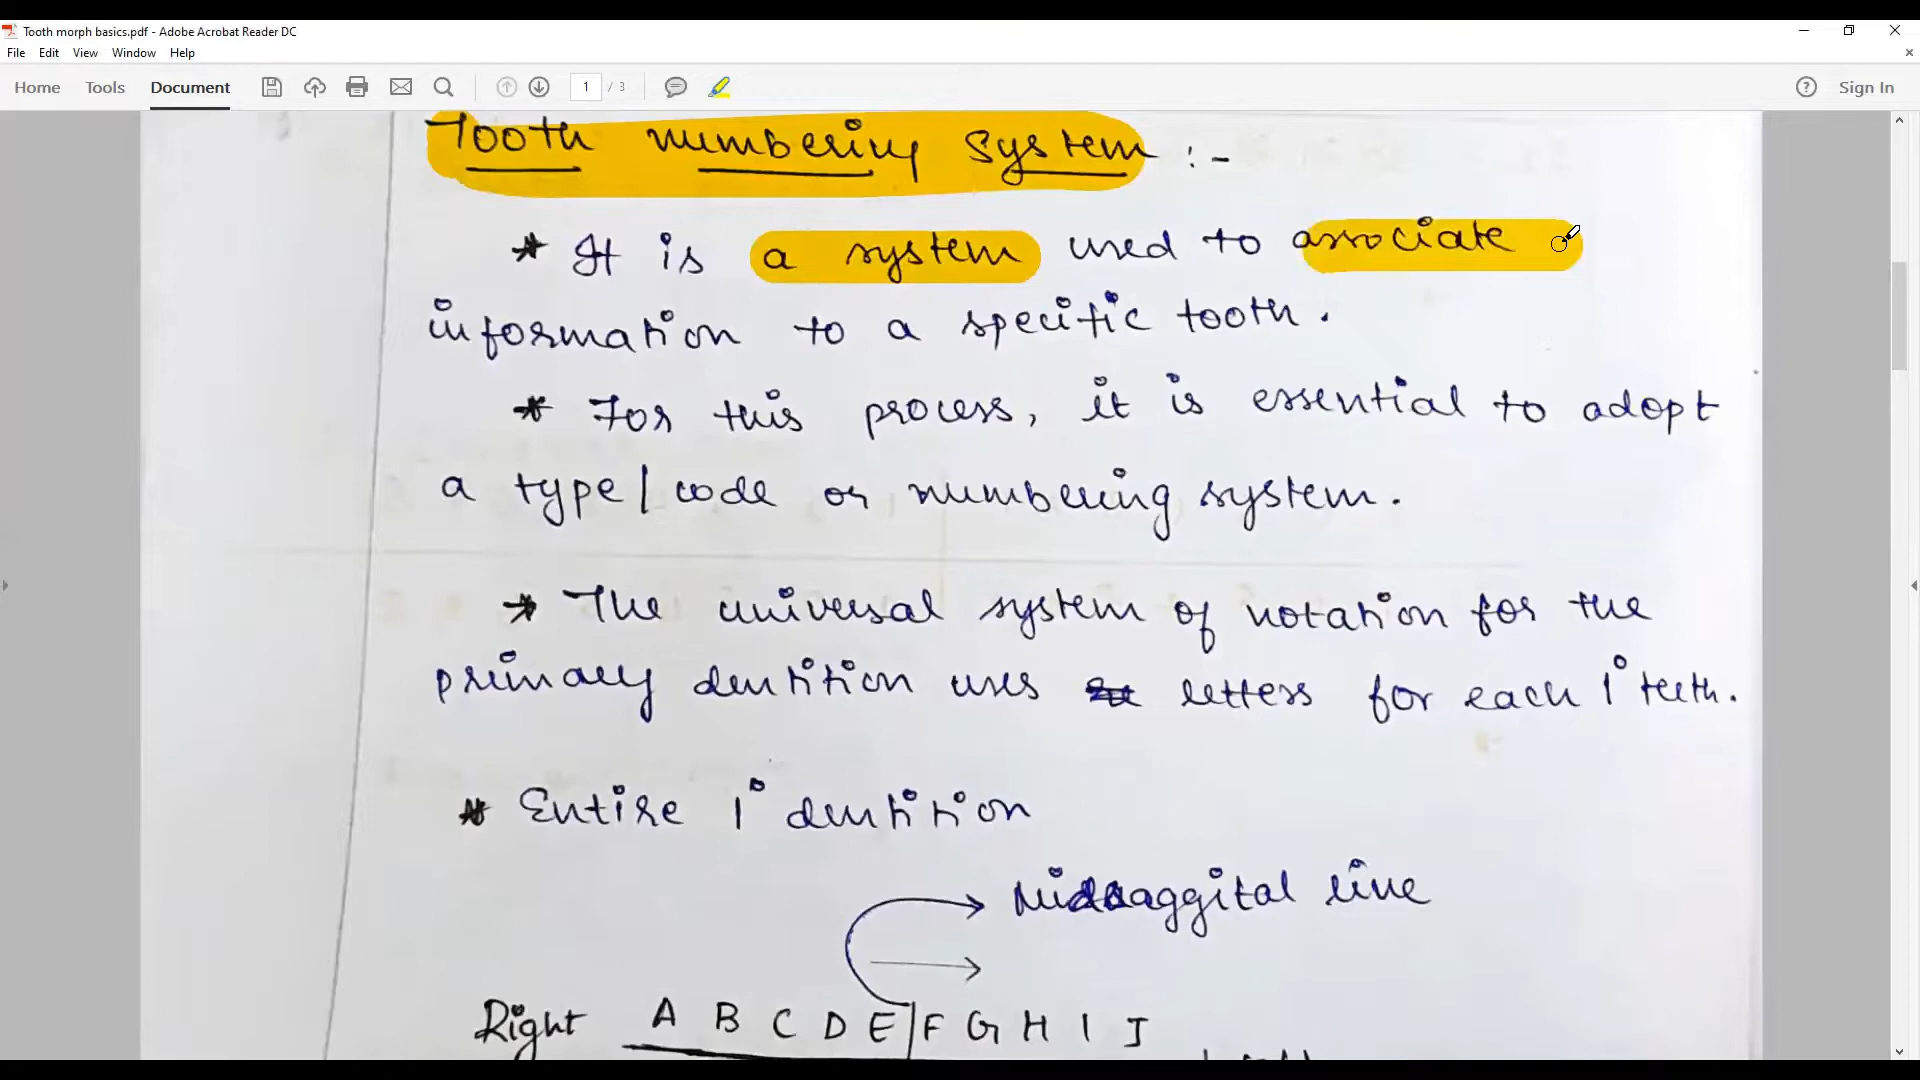 Tooth morph basics.pdf - Adobe Acrobat Reader DC
File Edit View Window Help
Home Tools Document 1 / 3 Sign In
Tooth numbering system :-
* It is a system used to associate
information to a specific tooth.
* For this process, it is essential to adopt
a type/code or numbering system.
* The universal system of notation for the
primary dentition uses letters for each 1° teeth.
* Entire 1° dentition
Midsaggital line
Right A B C D E | F G H I J